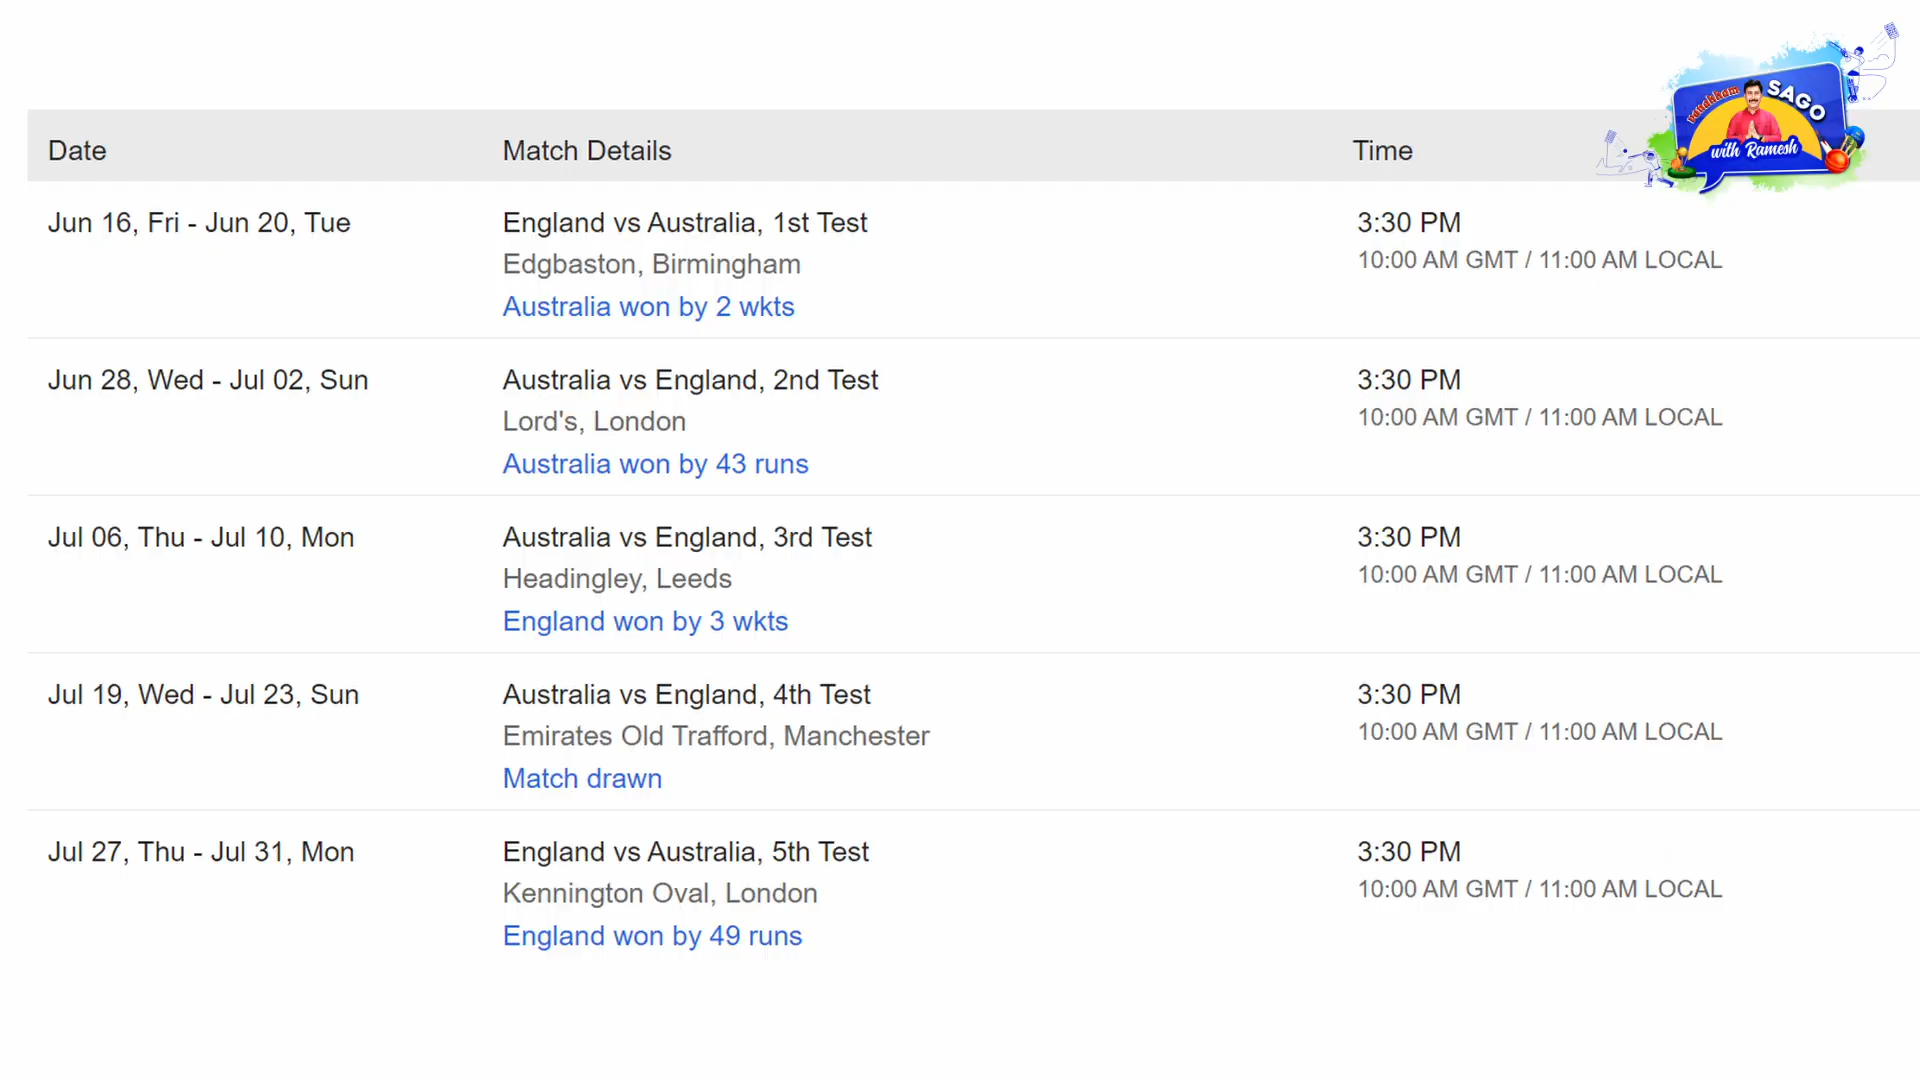 Pattakham
SAGO
with Ramesh
Date
Match Details
Time
Jun 16, Fri - Jun 20, Tue
England vs Australia, 1st Test
3:30 PM
Edgbaston, Birmingham
10:00 AM GMT / 11:00 AM LOCAL
Australia won by 2 wkts
Jun 28, Wed - Jul 02, Sun
Australia vs England, 2nd Test
3:30 PM
Lord's, London
10:00 AM GMT / 11:00 AM LOCAL
Australia won by 43 runs
Jul 06, Thu - Jul 10, Mon
Australia vs England, 3rd Test
3:30 PM
Headingley, Leeds
10:00 AM GMT / 11:00 AM LOCAL
England won by 3 wkts
Jul 19, Wed - Jul 23, Sun
Australia vs England, 4th Test
3:30 PM
Emirates Old Trafford, Manchester
10:00 AM GMT / 11:00 AM LOCAL
Match drawn
Jul 27, Thu - Jul 31, Mon
England vs Australia, 5th Test
3:30 PM
Kennington Oval, London
10:00 AM GMT / 11:00 AM LOCAL
England won by 49 runs